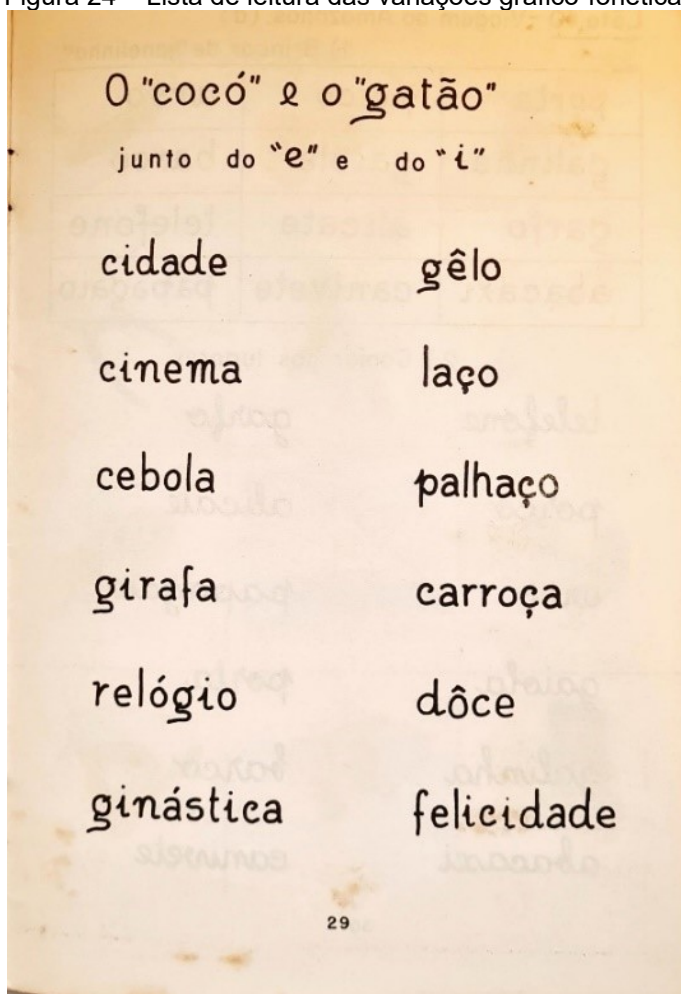 Figura 24 – Lista de leitura das variações gráfico-fonética
O "cocó" e o "gatão"
junto do "e" e do "i"
cidade gêlo
cinema laço
cebola palhaço
girafa carroça
relógio dôce
ginástica felicidade
29